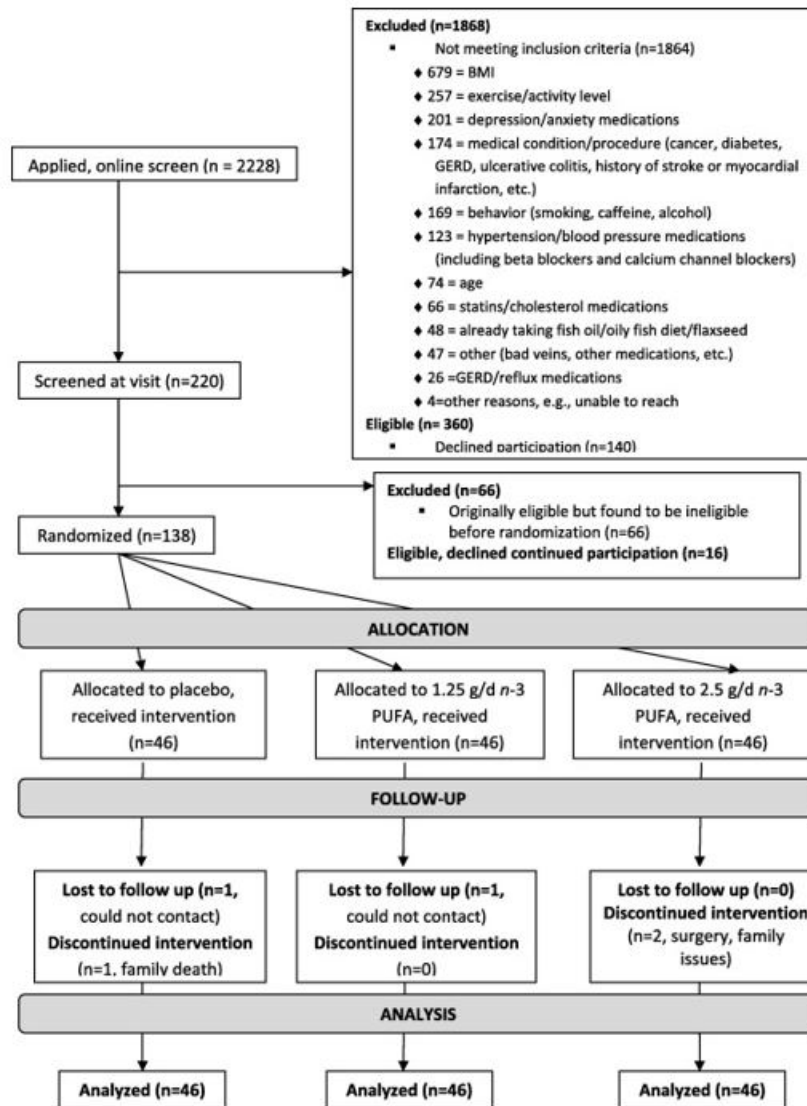 Applied, online screen (n = 2228)
Excluded (n=1868)
▪ Not meeting inclusion criteria (n=1864)
♦ 679 = BMI
♦ 257 = exercise/activity level
♦ 201 = depression/anxiety medications
♦ 174 = medical condition/procedure (cancer, diabetes,
GERD, ulcerative colitis, history of stroke or myocardial
infarction, etc.)
♦ 169 = behavior (smoking, caffeine, alcohol)
♦ 123 = hypertension/blood pressure medications
(including beta blockers and calcium channel blockers)
♦ 74 = age
♦ 66 = statins/cholesterol medications
♦ 48 = already taking fish oil/oily fish diet/flaxseed
♦ 47 = other (bad veins, other medications, etc.)
♦ 26 =GERD/reflux medications
♦ 4=other reasons, e.g., unable to reach
Eligible (n= 360)
▪ Declined participation (n=140)
Screened at visit (n=220)
Excluded (n=66)
▪ Originally eligible but found to be ineligible
before randomization (n=66)
Eligible, declined continued participation (n=16)
Randomized (n=138)
ALLOCATION
Allocated to placebo,
received intervention
(n=46)
Allocated to 1.25 g/d n-3
PUFA, received
intervention (n=46)
Allocated to 2.5 g/d n-3
PUFA, received
intervention (n=46)
FOLLOW-UP
Lost to follow up (n=1,
could not contact)
Discontinued intervention
(n=1, family death)
Lost to follow up (n=1,
could not contact)
Discontinued intervention
(n=0)
Lost to follow up (n=0)
Discontinued intervention
(n=2, surgery, family
issues)
ANALYSIS
Analyzed (n=46)
Analyzed (n=46)
Analyzed (n=46)